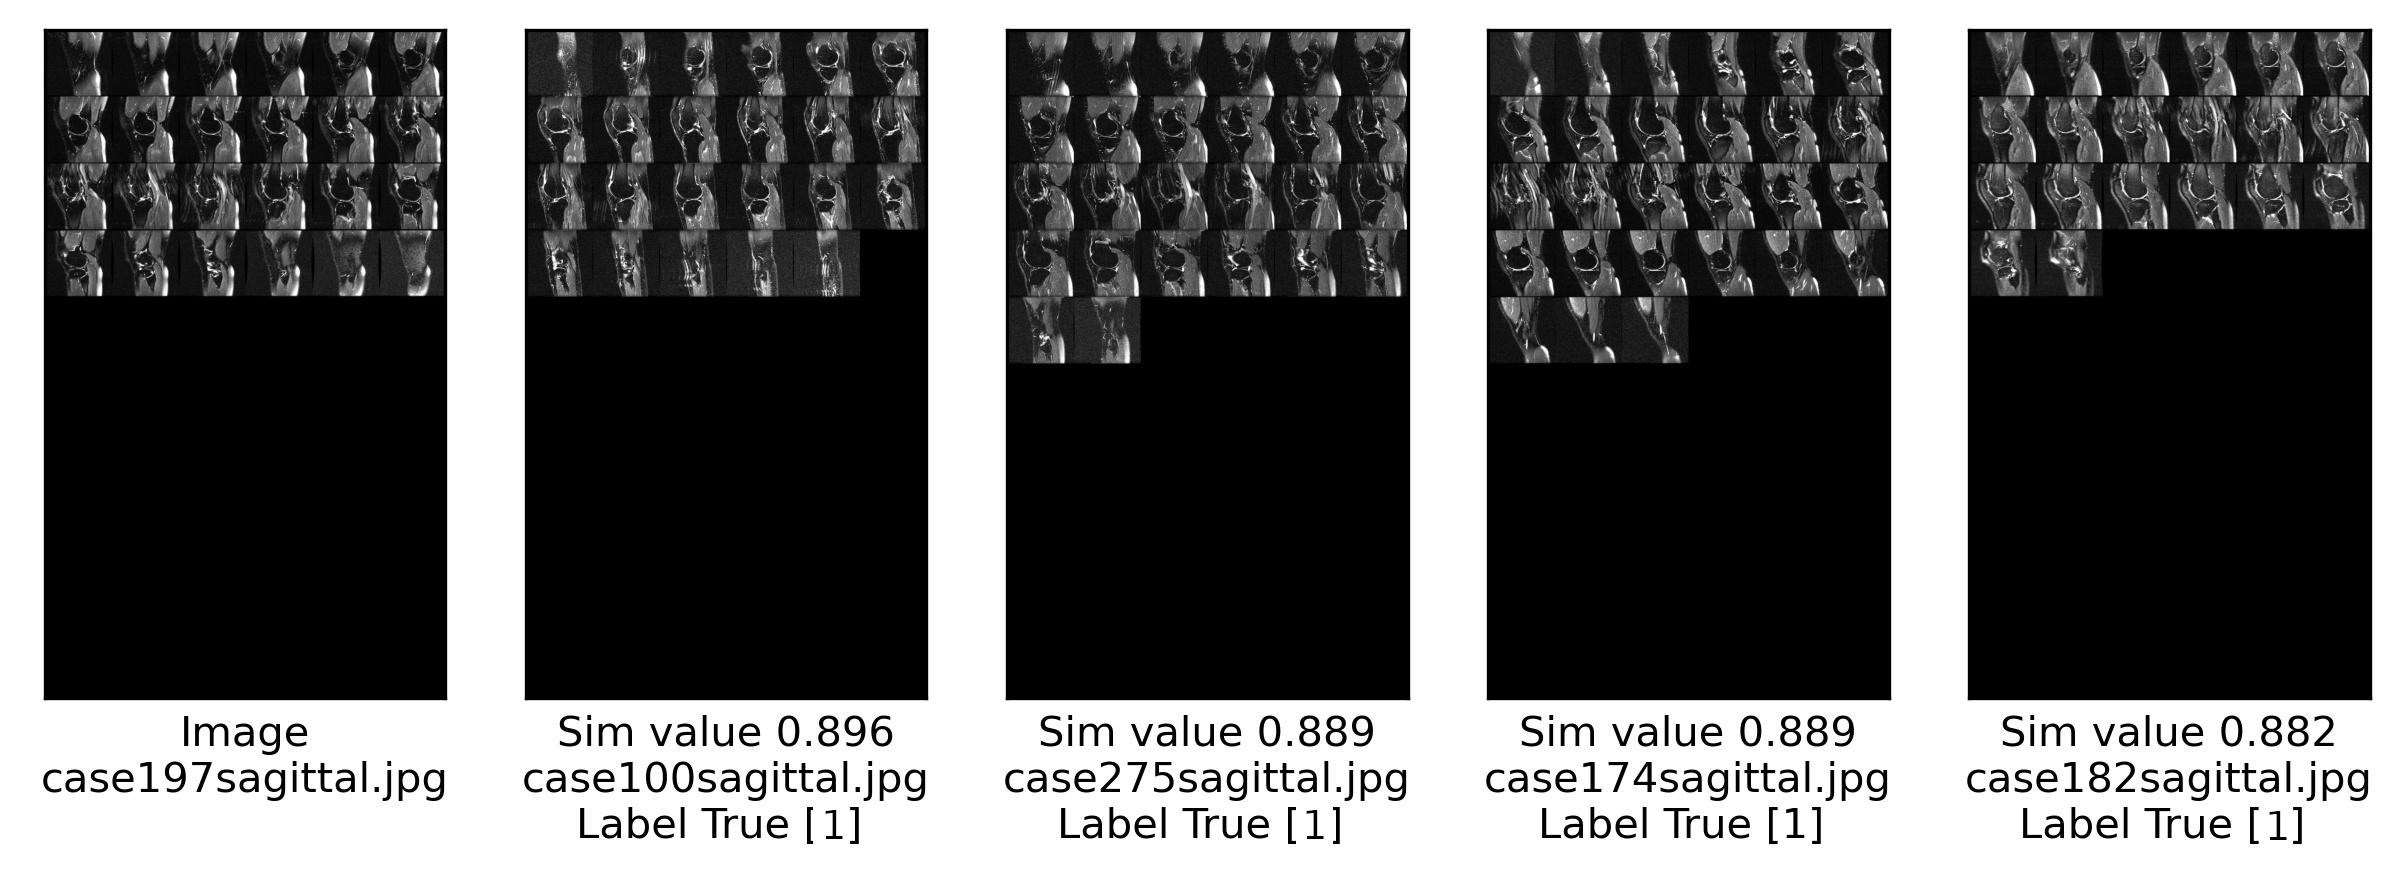 Image
case197sagittal.jpg
Sim value 0.896
case100sagittal.jpg
Label True [1]
Sim value 0.889
case275sagittal.jpg
Label True [1]
Sim value 0.889
case174sagittal.jpg
Label True [1]
Sim value 0.882
case182sagittal.jpg
Label True [1]